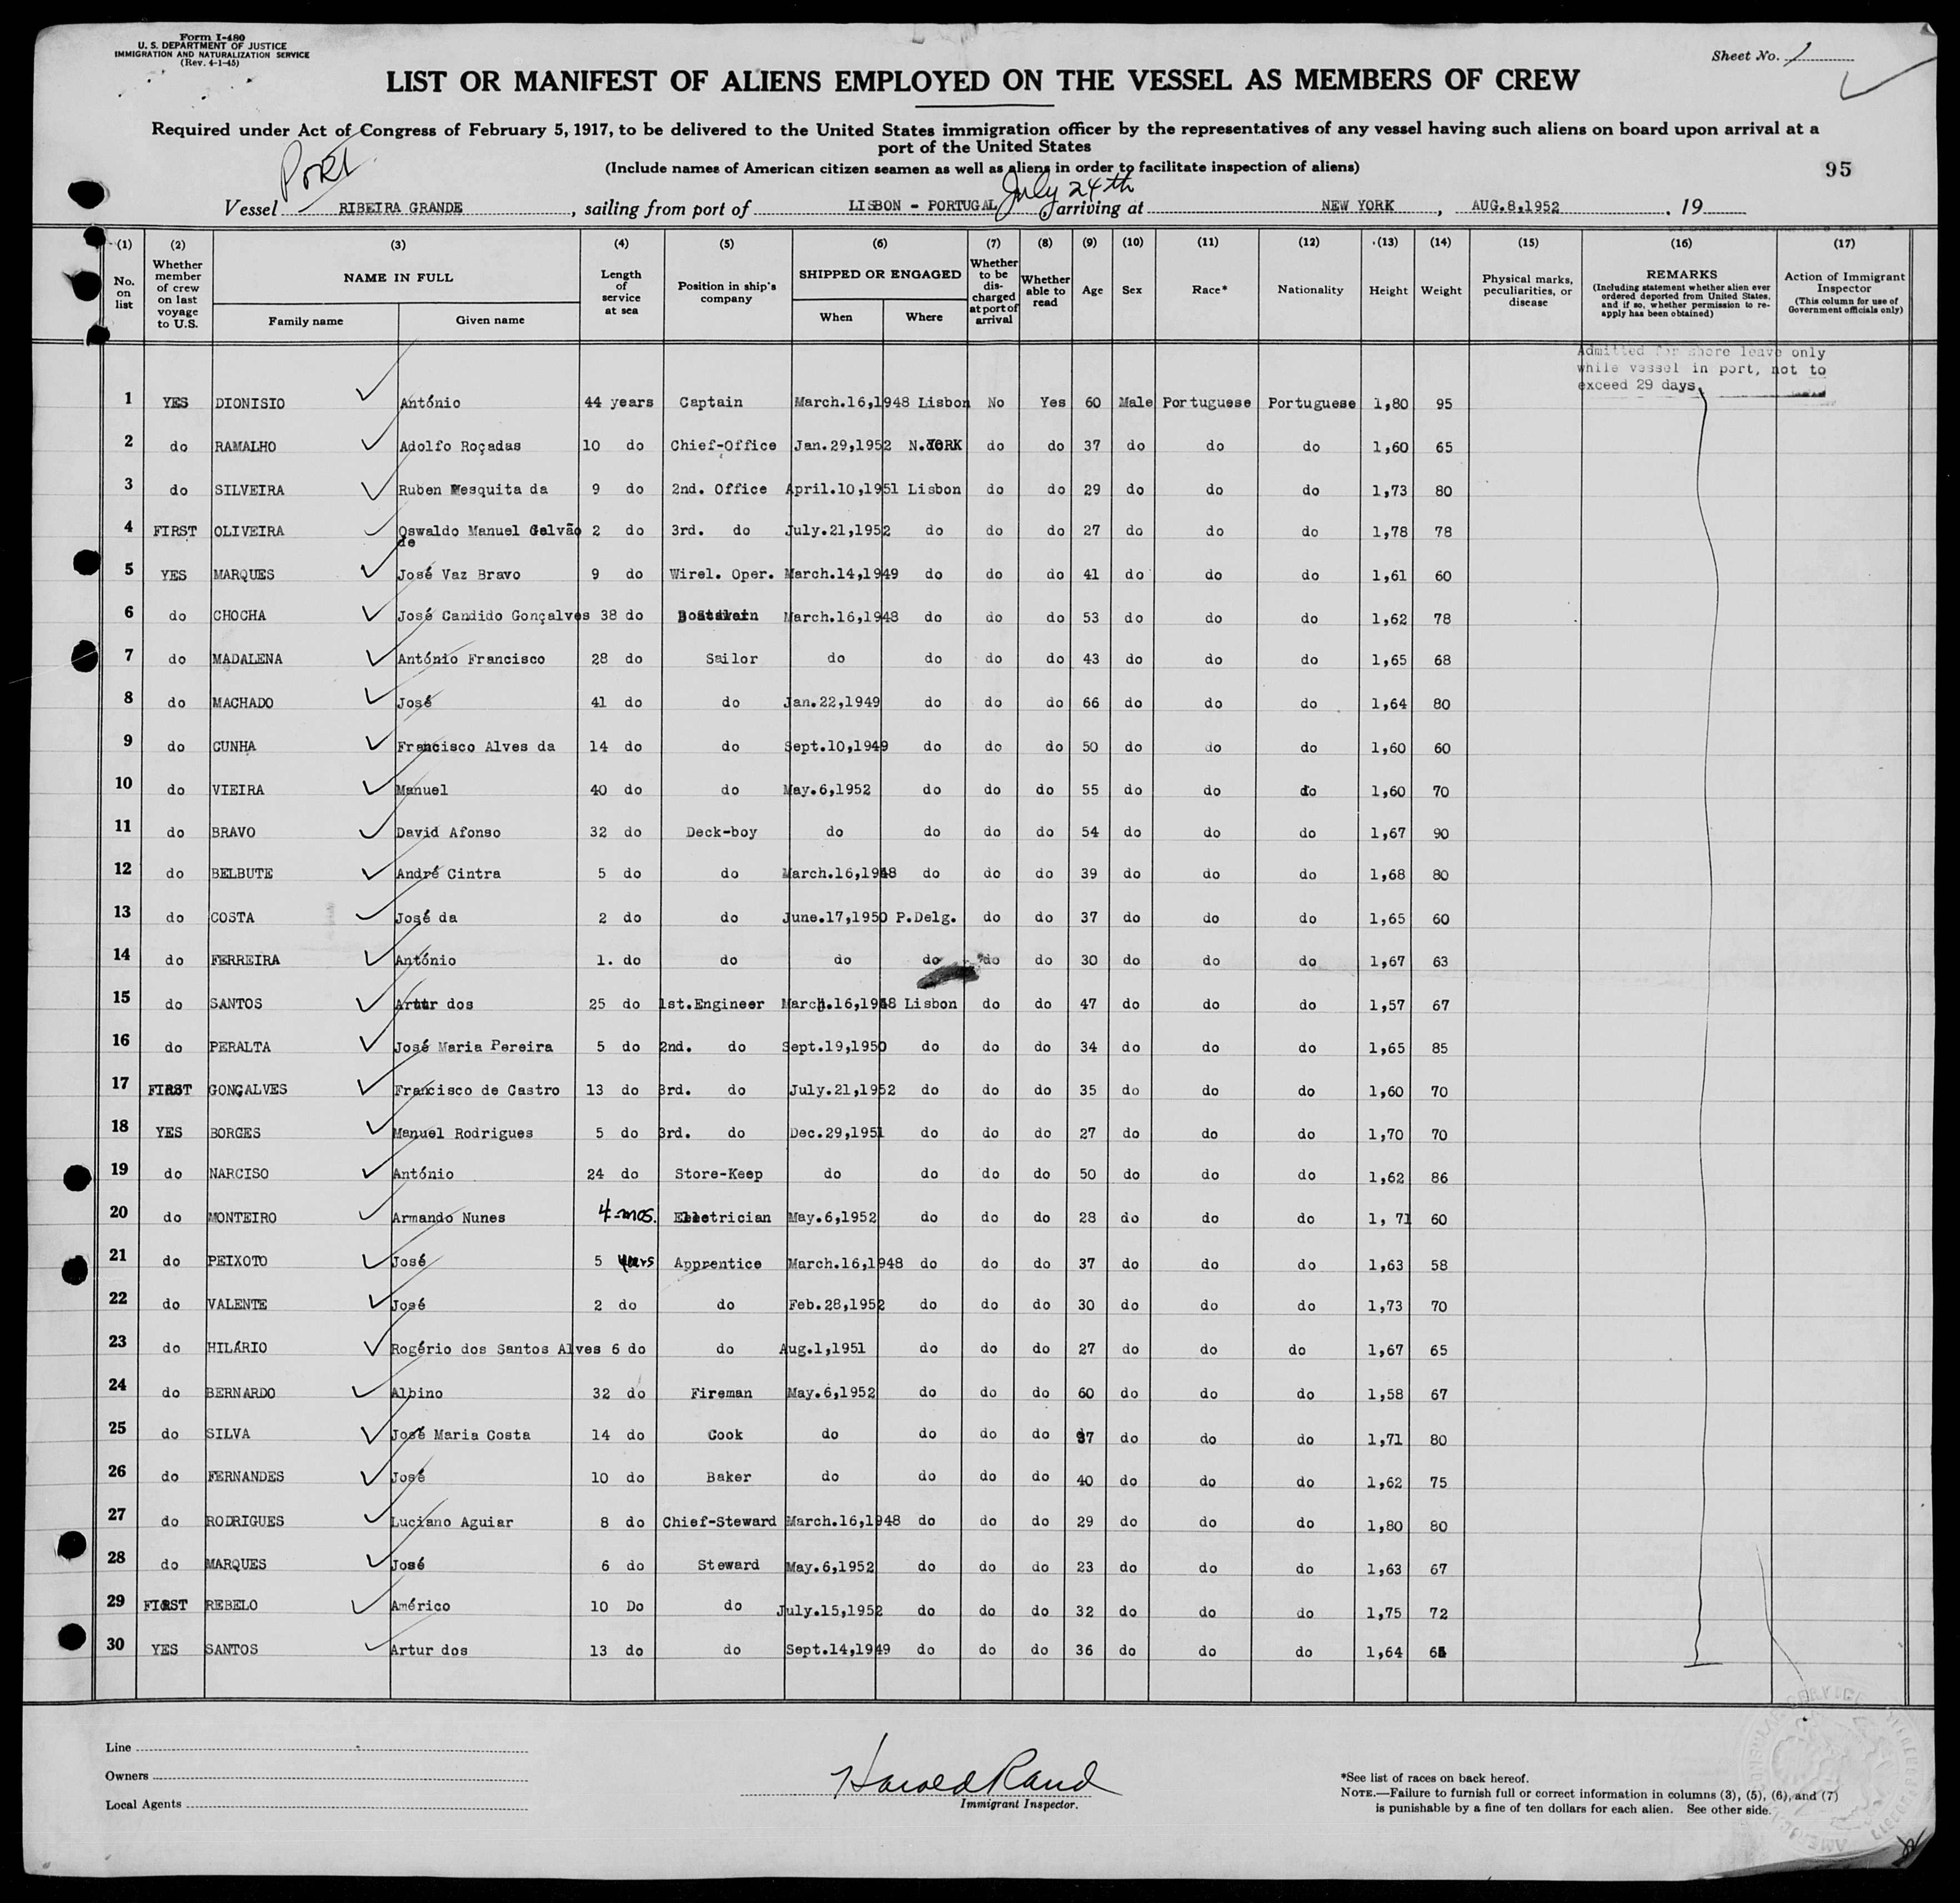 Form I-480
U. S. DEPARTMENT OF JUSTICE
IMMIGRATION AND NATURALIZATION SERVICE
(Rev. 4-1-45)
Sheet No. 1
LIST OR MANIFEST OF ALIENS EMPLOYED ON THE VESSEL AS MEMBERS OF CREW
Required under Act of Congress of February 5, 1917, to be delivered to the United States immigration officer by the representatives of any vessel having such aliens on board upon arrival at a
port of the United States
(Include names of American citizen seamen as well as aliens in order to facilitate inspection of aliens)
95
Port
July 24th
Vessel RIBEIRA GRANDE, sailing from port of LISBON - PORTUGAL, arriving at NEW YORK, AUG.8,1952, 19
(1) (2) (3) (4) (5) (6) (7) (8) (9) (10) (11) (12) (13) (14) (15) (16) (17)
No. on list Whether member of crew on last voyage to U.S. NAME IN FULL Family name Given name Length of service at sea Position in ship's company SHIPPED OR ENGAGED When Where Whether to be discharged at port of arrival Whether able to read Age Sex Race* Nationality Height Weight Physical marks, peculiarities, or disease REMARKS (Including statement whether alien ever ordered deported from United States, and if so, whether permission to re-apply has been obtained) Action of Immigrant Inspector (This column for use of Government officials only)
Admitted for shore leave only
while vessel in port, not to
exceed 29 days.
1 YES DIONISIO António 44 years Captain March.16,1948 Lisbon No Yes 60 Male Portuguese Portuguese 1,80 95
2 do RAMALHO Adolfo Roçadas 10 do Chief-Office Jan.29,1952 N.YORK do do 37 do do do 1,60 65
3 do SILVEIRA Ruben Mesquita da 9 do 2nd. Office April.10,1951 Lisbon do do 29 do do do 1,73 80
4 FIRST OLIVEIRA Oswaldo Manuel Galvão de 2 do 3rd. do July.21,1952 do do do 27 do do do 1,78 78
5 YES MARQUES José Vaz Bravo 9 do Wirel. Oper. March.14,1949 do do do 41 do do do 1,61 60
6 do CHOCHA José Candido Gonçalves 38 do March.16,1948 do do do 53 do do do 1,62 78
7 do MADALENA António Francisco 28 do Sailor do do do do 43 do do do 1,65 68
8 do MACHADO José 41 do do Jan.22,1949 do do do 66 do do do 1,64 80
9 do CUNHA Francisco Alves da 14 do do Sept.10,1949 do do do 50 do do do 1,60 60
10 do VIEIRA Manuel 40 do do May.6,1952 do do do 55 do do do 1,60 70
11 do BRAVO David Afonso 32 do Deck-boy do do do do 54 do do do 1,67 90
12 do BELBUTE André Cintra 5 do do March.16,1948 do do do 39 do do do 1,68 80
13 do COSTA José da 2 do do June.17,1950 P.Delg. do do 37 do do do 1,65 60
14 do FERREIRA António 1. do do do do do do 30 do do do 1,67 63
15 do SANTOS Artur dos 25 do 1st.Engineer March.16,1948 Lisbon do do 47 do do do 1,57 67
16 do PERALTA José Maria Pereira 5 do 2nd. do Sept.19,1950 do do do 34 do do do 1,65 85
17 FIRST GONÇALVES Francisco de Castro 13 do 3rd. do July.21,1952 do do do 35 do do do 1,60 70
18 YES BORGES Manuel Rodrigues 5 do 3rd. do Dec.29,1951 do do do 27 do do do 1,70 70
19 do NARCISO António 24 do Store-Keep do do do do 50 do do do 1,62 86
20 do MONTEIRO Armando Nunes 4-mos. Electrician May.6,1952 do do do 28 do do do 1,71 60
21 do PEIXOTO José 5 years Apprentice March.16,1948 do do do 37 do do do 1,63 58
22 do VALENTE José 2 do do Feb.28,1952 do do do 30 do do do 1,73 70
23 do HILÁRIO Rogério dos Santos Alves 6 do do Aug.1,1951 do do do 27 do do do 1,67 65
24 do BERNARDO Albino 32 do Fireman May.6,1952 do do do 60 do do do 1,58 67
25 do SILVA José Maria Costa 14 do Cook do do do do 37 do do do 1,71 80
26 do FERNANDES José 10 do Baker do do do do 40 do do do 1,62 75
27 do RODRIGUES Luciano Aguiar 8 do Chief-Steward March.16,1948 do do do 29 do do do 1,80 80
28 do MARQUES José 6 do Steward May.6,1952 do do do 23 do do do 1,63 67
29 FIRST REBELO Américo 10 Do do July.15,1952 do do do 32 do do do 1,75 72
30 YES SANTOS Artur dos 13 do do Sept.14,1949 do do do 36 do do do 1,64
Line
Owners
Local Agents
Harold Rand
Immigrant Inspector.
*See list of races on back hereof.
NOTE.—Failure to furnish full or correct information in columns (3), (5), (6), and (7)
is punishable by a fine of ten dollars for each alien. See other side.